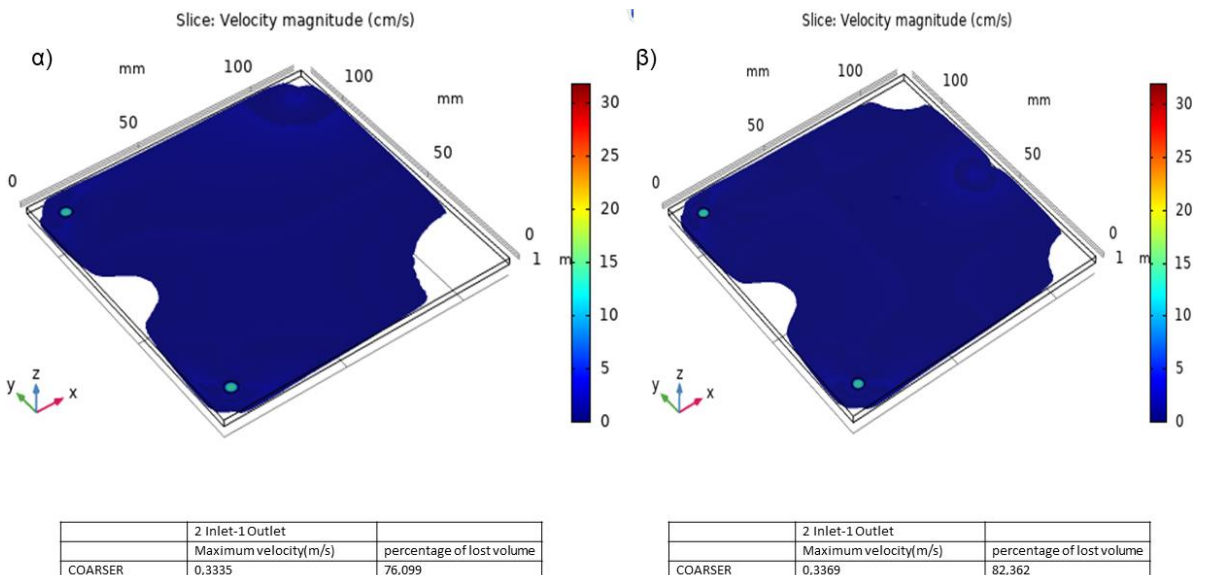 Slice: Velocity magnitude (cm/s)
α)
mm
100
100
mm
50
50
0
0
1
m
30
25
20
15
10
5
0
y
z
x
2 Inlet-1 Outlet
Maximum velocity(m/s) percentage of lost volume
COARSER 0,3335 76,099
Slice: Velocity magnitude (cm/s)
β)
mm
100
100
mm
50
50
0
0
1
m
30
25
20
15
10
5
0
y
z
x
2 Inlet-1 Outlet
Maximum velocity(m/s) percentage of lost volume
COARSER 0,3369 82,362